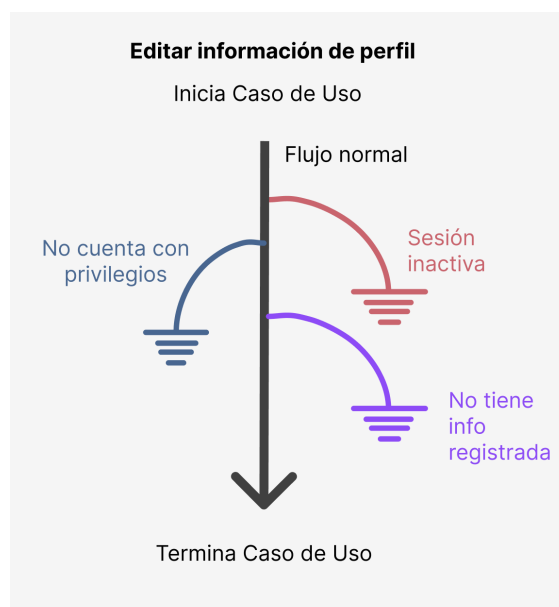 Editar información de perfil
Inicia Caso de Uso
Flujo normal
Sesión
inactiva
No cuenta con
privilegios
No tiene
info
registrada
Termina Caso de Uso